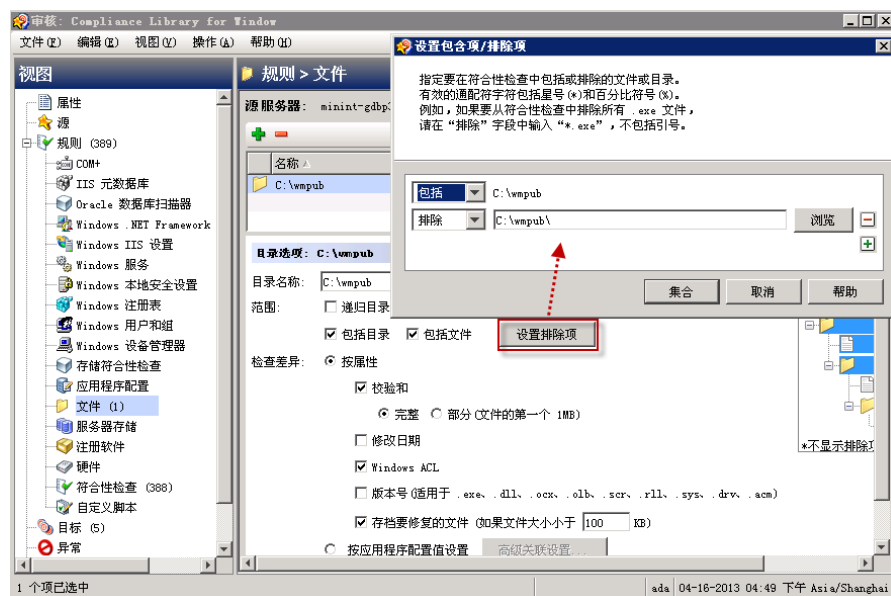 审核: Compliance Library for Window
文件(F) 编辑(E) 视图(V) 操作(A) 帮助(H)
视图
属性
源
规则 (389)
COM+
IIS 元数据库
Oracle 数据库扫描器
Windows .NET Framework
Windows IIS 设置
Windows 服务
Windows 本地安全设置
Windows 注册表
Windows 用户和组
Windows 设备管理器
存储符合性检查
应用程序配置
文件 (1)
服务器存储
注册软件
硬件
符合性检查 (388)
自定义脚本
目标 (5)
异常
规则 > 文件
源服务器: minint-gdbp3
名称
C:\wmpub
目录选项: C:\wmpub
目录名称: C:\wmpub
范围: 递归目录
包括目录 包括文件 设置排除项
检查差异: 按属性
校验和
完整 部分(文件的第一个 1MB)
修改日期
Windows ACL
版本号(适用于 .exe、.dll、.ocx、.olb、.scr、.rll、.sys、.drv、.acm)
存档要修复的文件 (如果文件大小小于 100 KB)
按应用程序配置值设置 高级关联设置...
*不显示排除项
设置包含项/排除项
指定要在符合性检查中包括或排除的文件或目录。
有效的通配符字符包括星号(*)和百分比符号(%)。
例如，如果要从符合性检查中排除所有 .exe 文件，
请在“排除”字段中输入“*.exe”，不包括引号。
包括 C:\wmpub
排除 C:\wmpub\ 浏览
集合 取消 帮助
1 个项已选中
ada 04-16-2013 04:49 下午 Asia/Shanghai